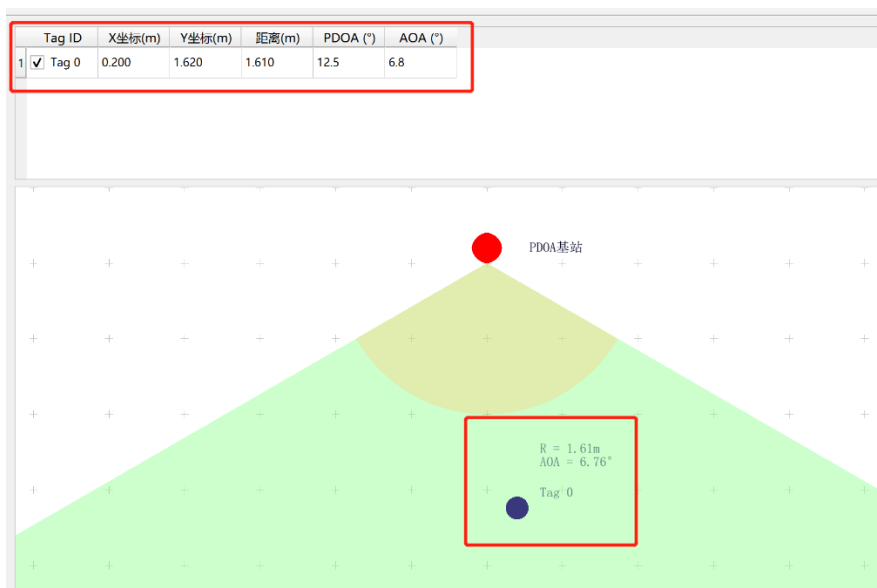 Tag ID X坐标(m) Y坐标(m) 距离(m) PDOA (°) AOA (°)
1 Tag 0 0.200 1.620 1.610 12.5 6.8
PDOA基站
R = 1.61m
AOA = 6.76°
Tag 0